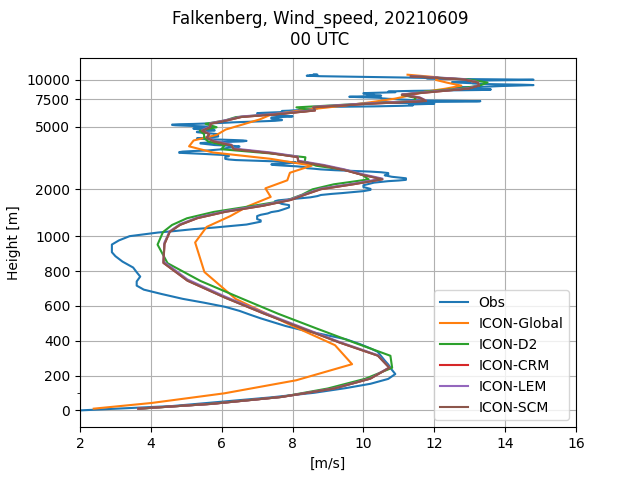 Falkenberg, Wind_speed, 20210609
00 UTC
10000
7500
5000
2000
1000
800
600
400
200
0
Height [m]
Obs
ICON-Global
ICON-D2
ICON-CRM
ICON-LEM
ICON-SCM
2 4 6 8 10 12 14 16
[m/s]